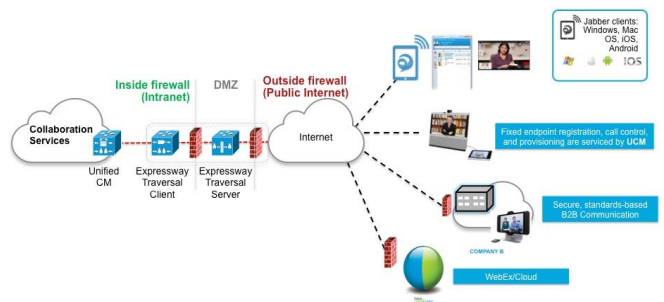 Jabber clients:
Windows, Mac
OS, iOS,
Android
iOS
Inside firewall
(Intranet)
DMZ
Outside firewall
(Public Internet)
Collaboration
Services
Internet
Unified
CM
Expressway
Traversal
Client
Expressway
Traversal
Server
Fixed endpoint registration, call control,
and provisioning are serviced by UCM
Secure, standards-based
B2B Communication
COMPANY B
WebEx/Cloud